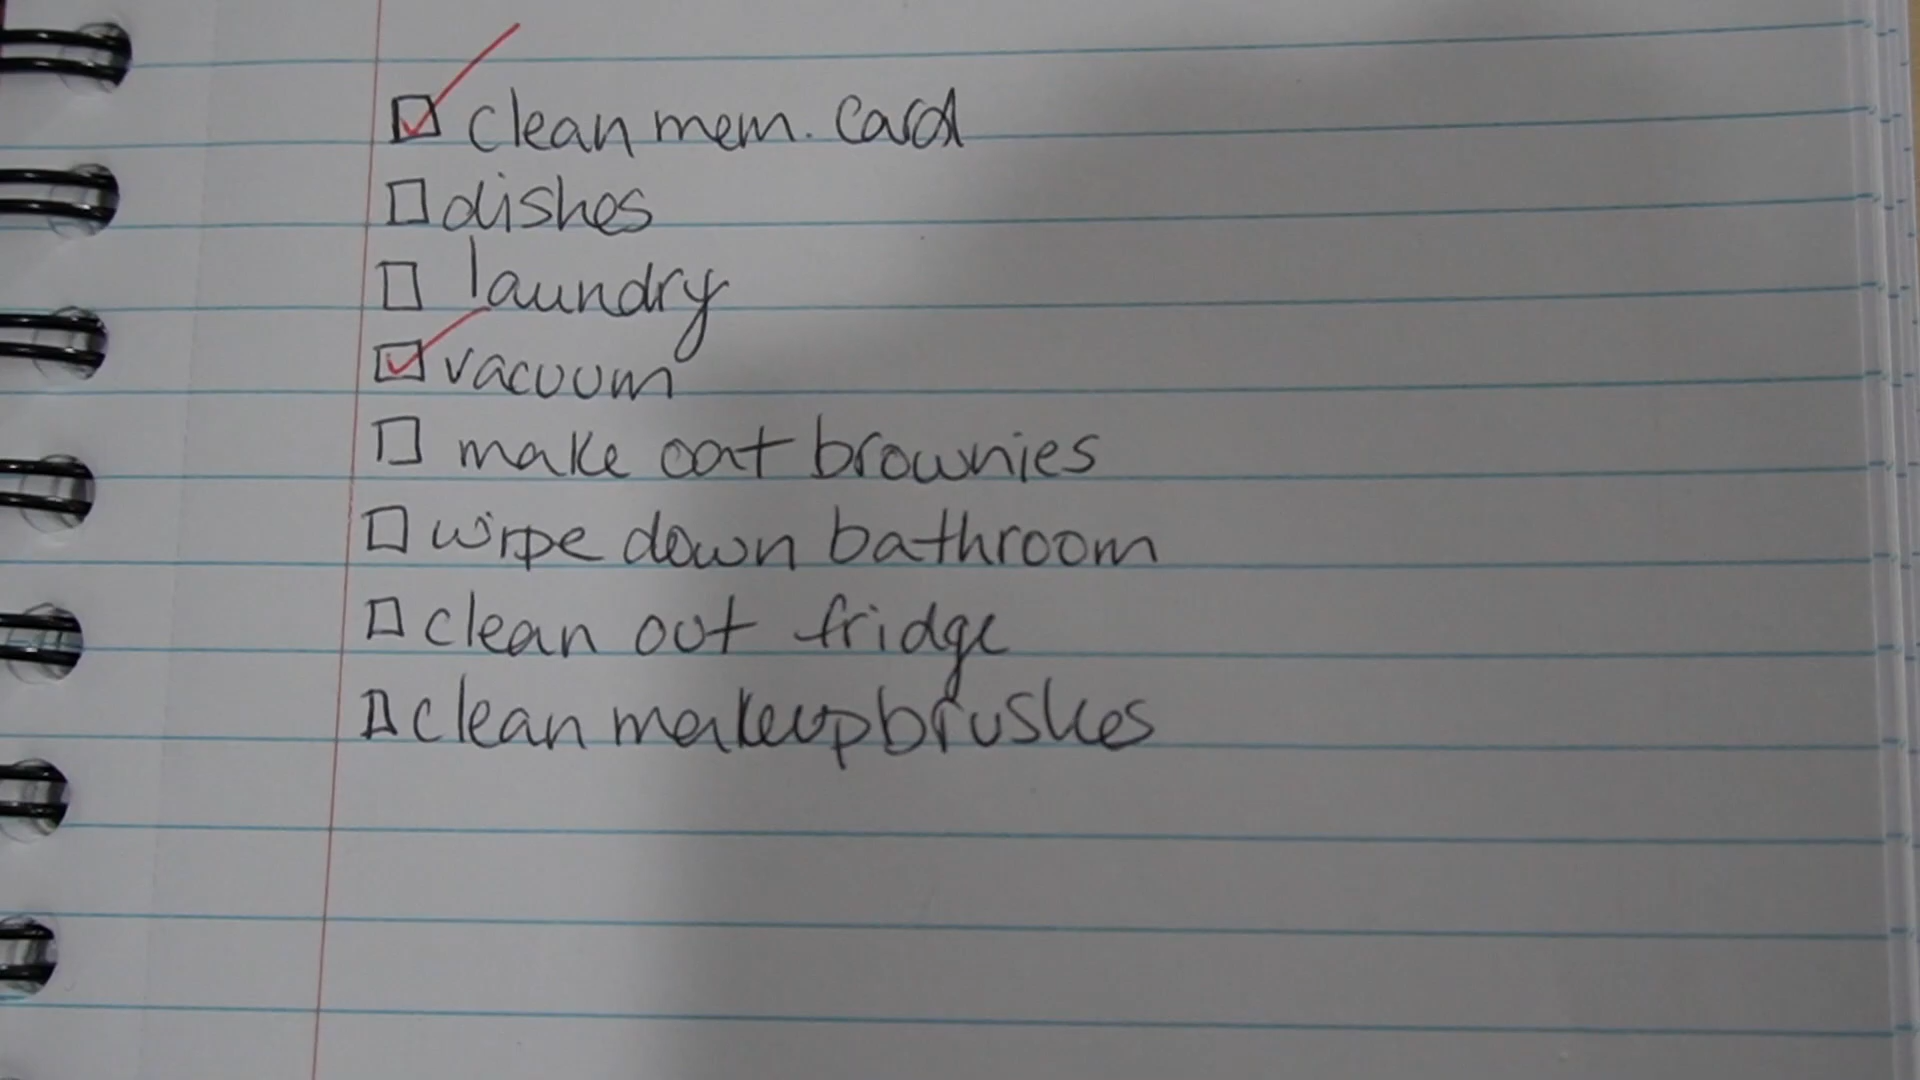 clean mem. card
dishes
laundry
vacuum
make oat brownies
wipe down bathroom
clean out fridge
clean makeup brushes